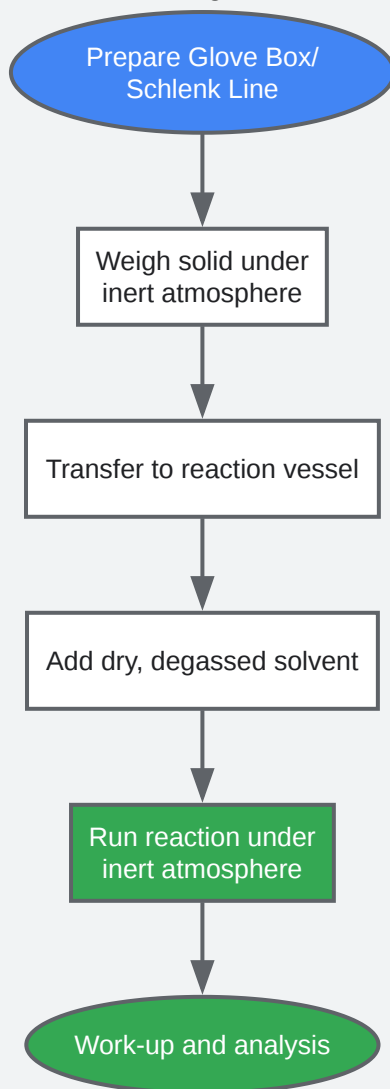 Prepare Glove Box/
Schlenk Line
Weigh solid under
inert atmosphere
Transfer to reaction vessel
Add dry, degassed solvent
Run reaction under
inert atmosphere
Work-up and analysis